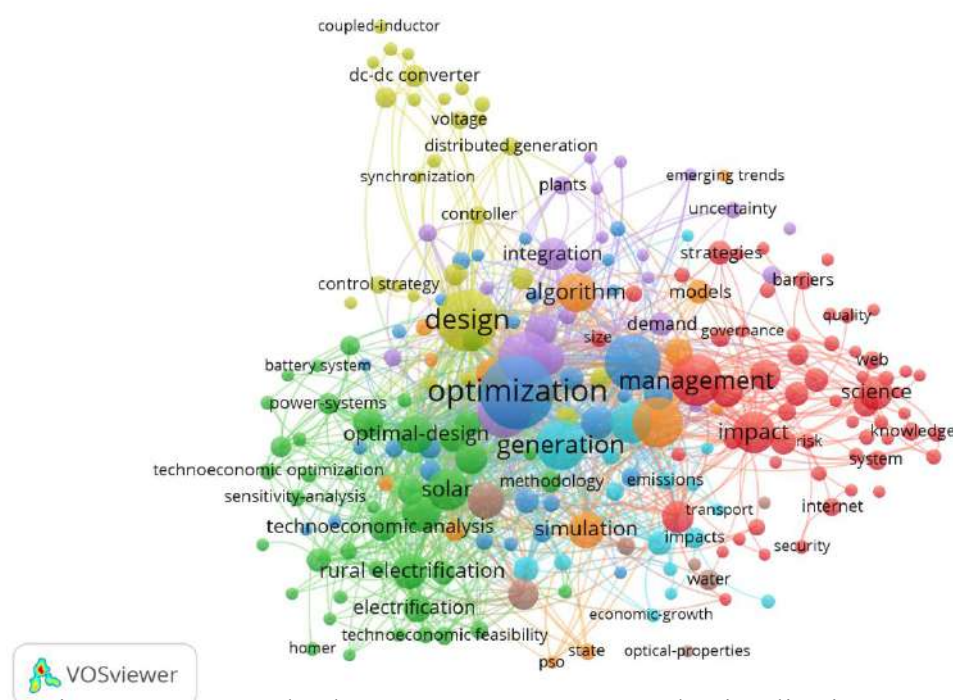 coupled-inductor
dc-dc converter
voltage
distributed generation
synchronization
plants
emerging trends
controller
uncertainty
integration
strategies
control strategy
algorithm
models
barriers
design
size
demand
governance
quality
battery system
web
optimization
management
science
power-systems
optimal-design
generation
impact
risk
knowledge
system
technoeconomic optimization
solar
methodology
emissions
sensitivity-analysis
technoeconomic analysis
simulation
transport
internet
impacts
security
rural electrification
water
electrification
economic-growth
technoeconomic feasibility
homer
pso
state
optical-properties
VOSviewer